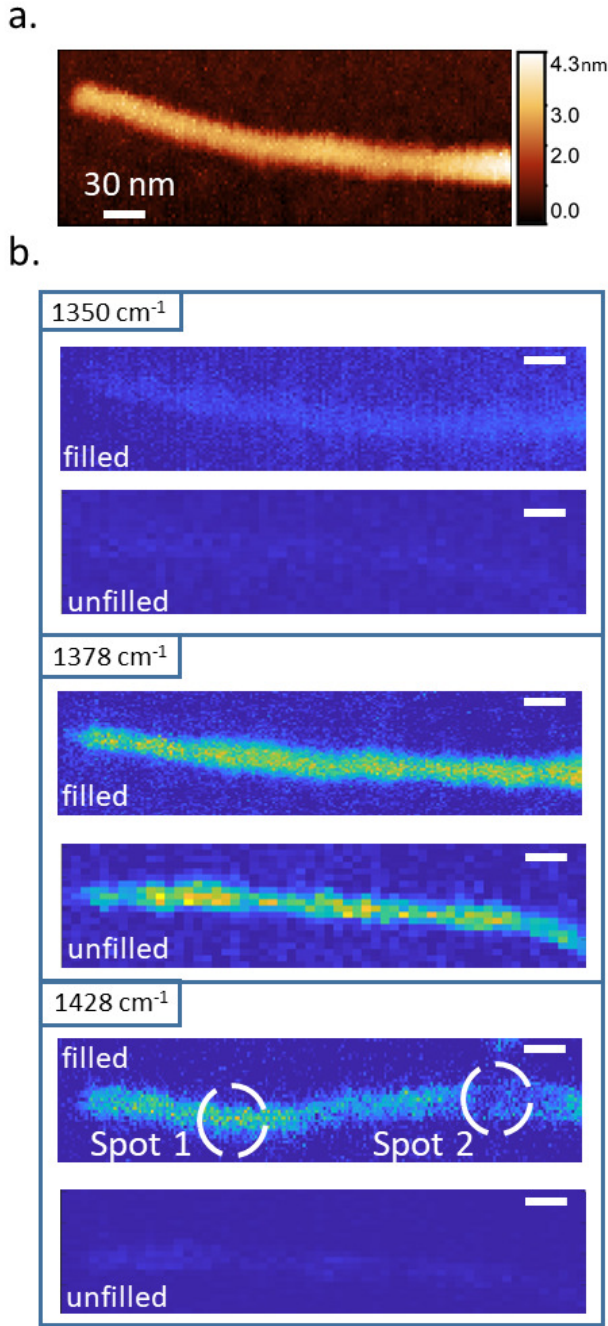 a.
4.3nm
3.0
2.0
0.0
30 nm
b.
1350 cm⁻¹
filled
unfilled
1378 cm⁻¹
filled
unfilled
1428 cm⁻¹
filled
Spot 1
Spot 2
unfilled